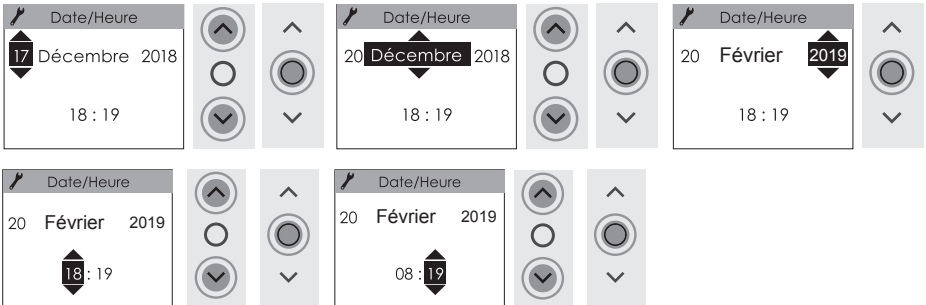 Date/Heure
17 Décembre 2018
18 : 19
Date/Heure
20 Décembre 2018
18 : 19
Date/Heure
20 Février 2019
18 : 19
Date/Heure
20 Février 2019
18 : 19
Date/Heure
20 Février 2019
08 : 19